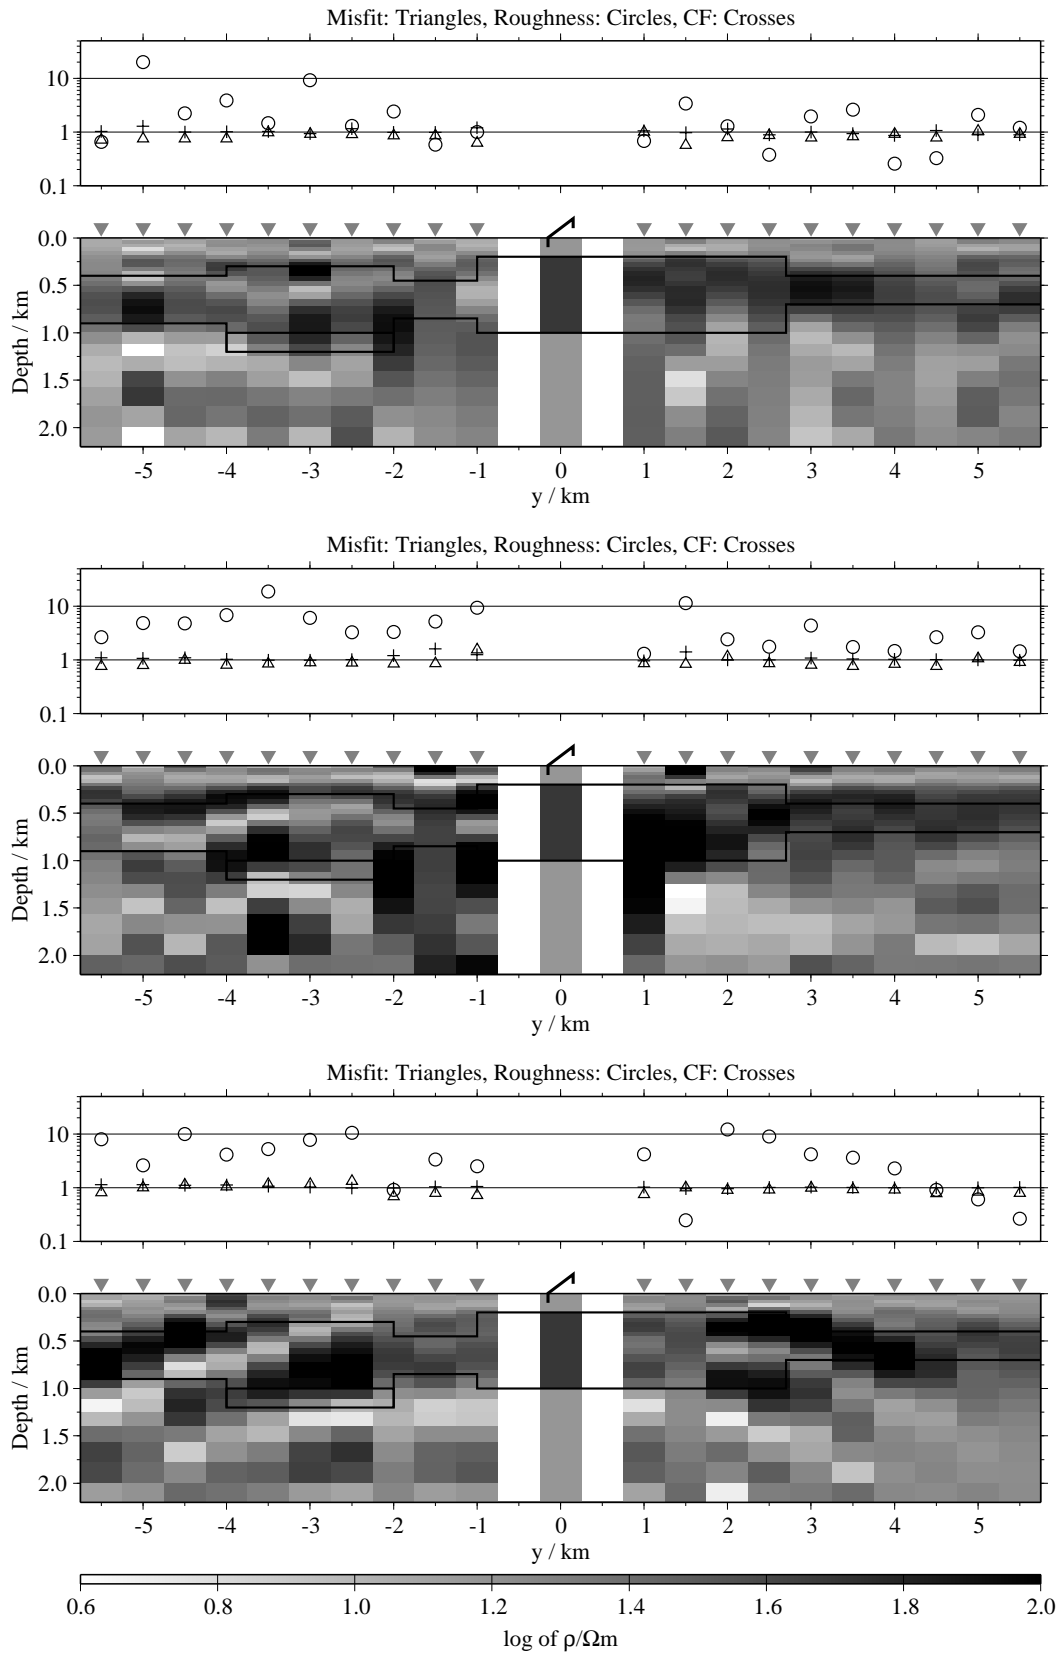 Misfit: Triangles, Roughness: Circles, CF: Crosses
10
1
0.1
0.0
0.5
1.0
1.5
2.0
Depth / km
-5 -4 -3 -2 -1 0 1 2 3 4 5
y / km
Misfit: Triangles, Roughness: Circles, CF: Crosses
10
1
0.1
0.0
0.5
1.0
1.5
2.0
Depth / km
-5 -4 -3 -2 -1 0 1 2 3 4 5
y / km
Misfit: Triangles, Roughness: Circles, CF: Crosses
10
1
0.1
0.0
0.5
1.0
1.5
2.0
Depth / km
-5 -4 -3 -2 -1 0 1 2 3 4 5
y / km
0.6 0.8 1.0 1.2 1.4 1.6 1.8 2.0
log of ρ/Ωm